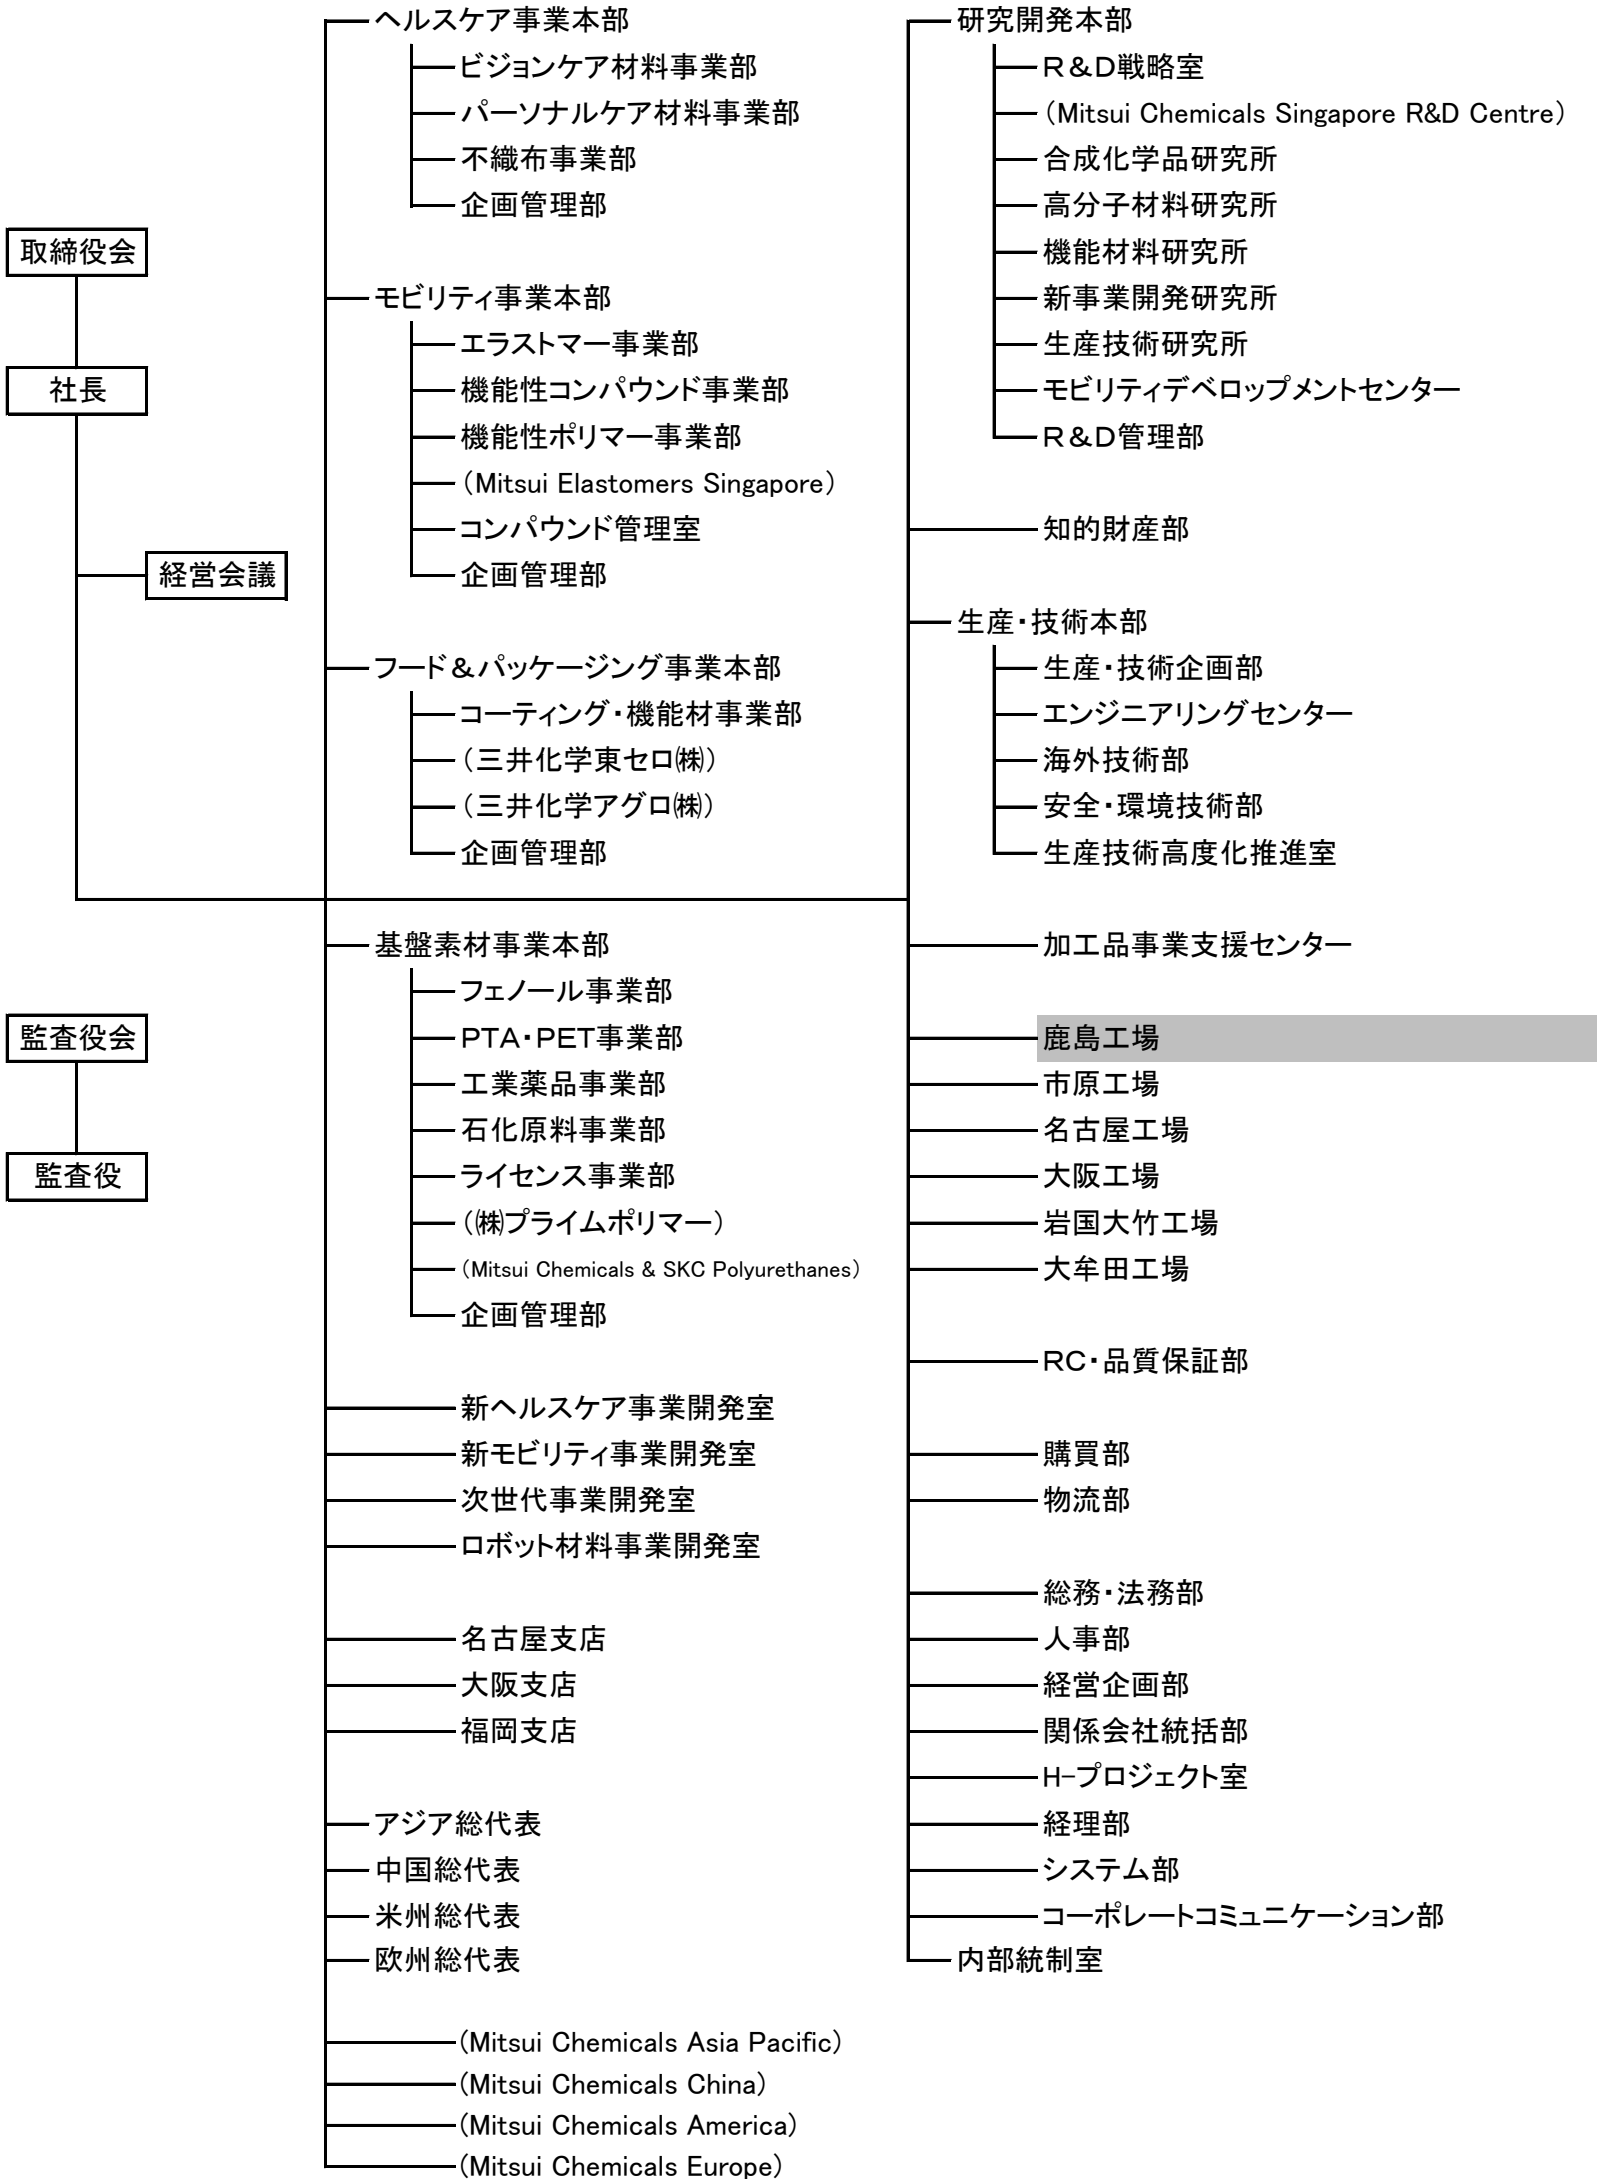 取締役会
社長
経営会議
監査役会
監査役
ヘルスケア事業本部
ビジョンケア材料事業部
パーソナルケア材料事業部
不織布事業部
企画管理部
モビリティ事業本部
エラストマー事業部
機能性コンパウンド事業部
機能性ポリマー事業部
（Mitsui Elastomers Singapore）
コンパウンド管理室
企画管理部
フード＆パッケージング事業本部
コーティング・機能材事業部
（三井化学東セロ㈱）
（三井化学アグロ㈱）
企画管理部
基盤素材事業本部
フェノール事業部
PTA・PET事業部
工業薬品事業部
石化原料事業部
ライセンス事業部
（㈱プライムポリマー）
（Mitsui Chemicals & SKC Polyurethanes）
企画管理部
新ヘルスケア事業開発室
新モビリティ事業開発室
次世代事業開発室
ロボット材料事業開発室
名古屋支店
大阪支店
福岡支店
アジア総代表
中国総代表
米州総代表
欧州総代表
(Mitsui Chemicals Asia Pacific)
(Mitsui Chemicals China)
(Mitsui Chemicals America)
(Mitsui Chemicals Europe)
研究開発本部
Ｒ＆Ｄ戦略室
（Mitsui Chemicals Singapore R&D Centre）
合成化学品研究所
高分子材料研究所
機能材料研究所
新事業開発研究所
生産技術研究所
モビリティデベロップメントセンター
Ｒ＆Ｄ管理部
知的財産部
生産・技術本部
生産・技術企画部
エンジニアリングセンター
海外技術部
安全・環境技術部
生産技術高度化推進室
加工品事業支援センター
鹿島工場
市原工場
名古屋工場
大阪工場
岩国大竹工場
大牟田工場
RC・品質保証部
購買部
物流部
総務・法務部
人事部
経営企画部
関係会社統括部
H-プロジェクト室
経理部
システム部
コーポレートコミュニケーション部
内部統制室